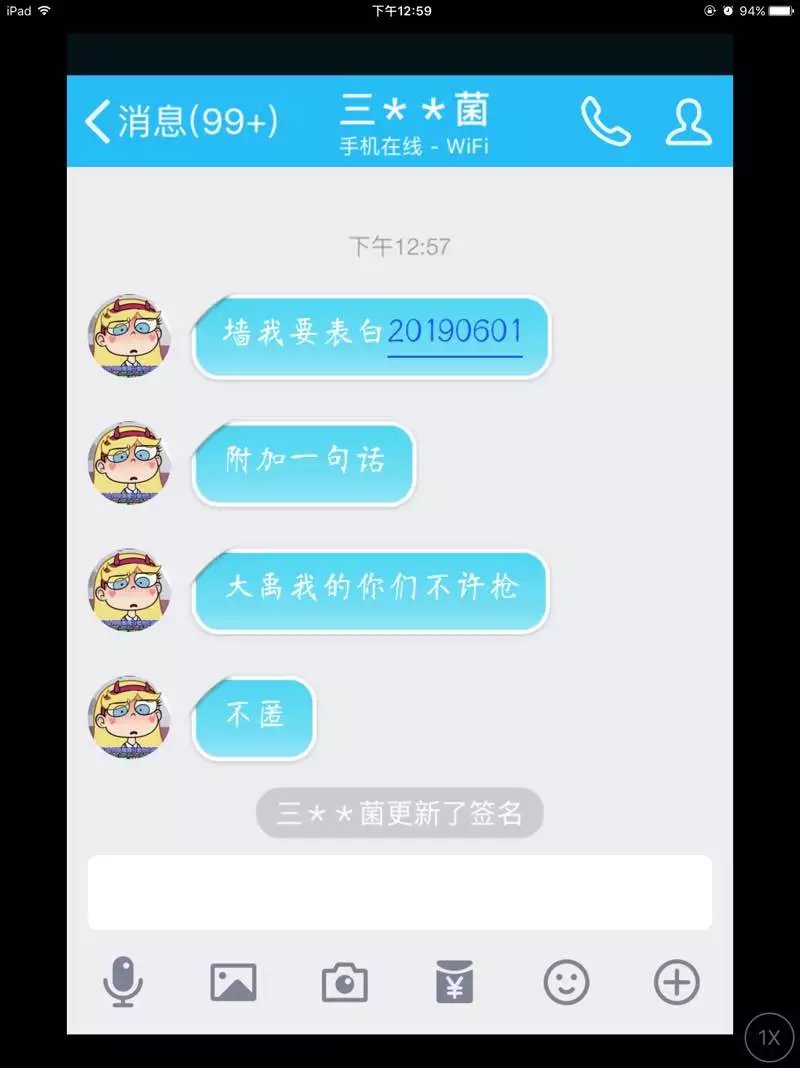 iPad 下午12:59 94%
消息(99+) 三**菌
手机在线 - WiFi
下午12:57
墙我要表白20190601
附加一句话
大禹我的你们不许抢
不匿
三**菌更新了签名
¥
1X